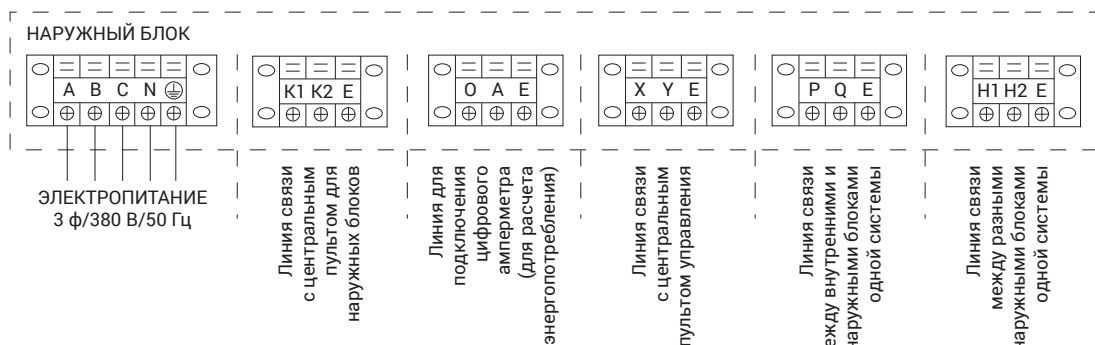 НАРУЖНЫЙ БЛОК
A B C N
K1 K2 E
O A E
X Y E
P Q E
H1 H2 E
ЭЛЕКТРОПИТАНИЕ
3 ф/380 В/50 Гц
Линия связи
с центральным
пультом для
наружных блоков
Линия для
подключения
цифрового
амперметра
(для расчета
энергопотребления)
Линия связи
с центральным
пультом управления
Линия связи
ежду внутренними и
наружными блоками
одной системы
Линия связи
между разными
наружными блоками
одной системы